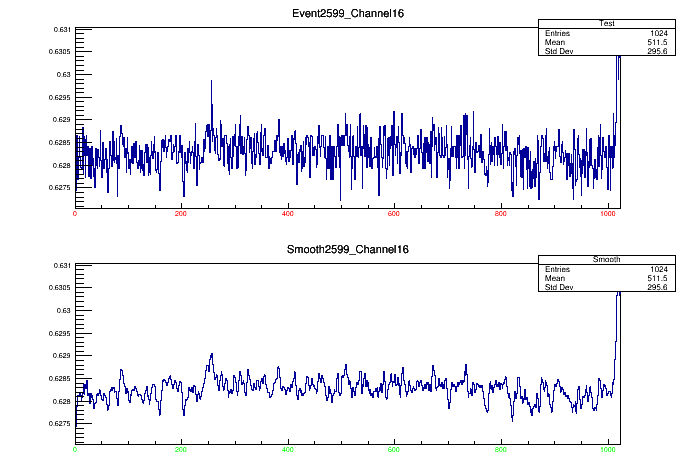 Event2599_Channel16
Test
Entries 1024
Mean 511.5
Std Dev 295.6
0.631
0.6305
0.63
0.6295
0.629
0.6285
0.628
0.6275
0 200 400 600 800 1000
Smooth2599_Channel16
Smooth
Entries 1024
Mean 511.5
Std Dev 295.6
0.631
0.6305
0.63
0.6295
0.629
0.6285
0.628
0.6275
0 200 400 600 800 1000